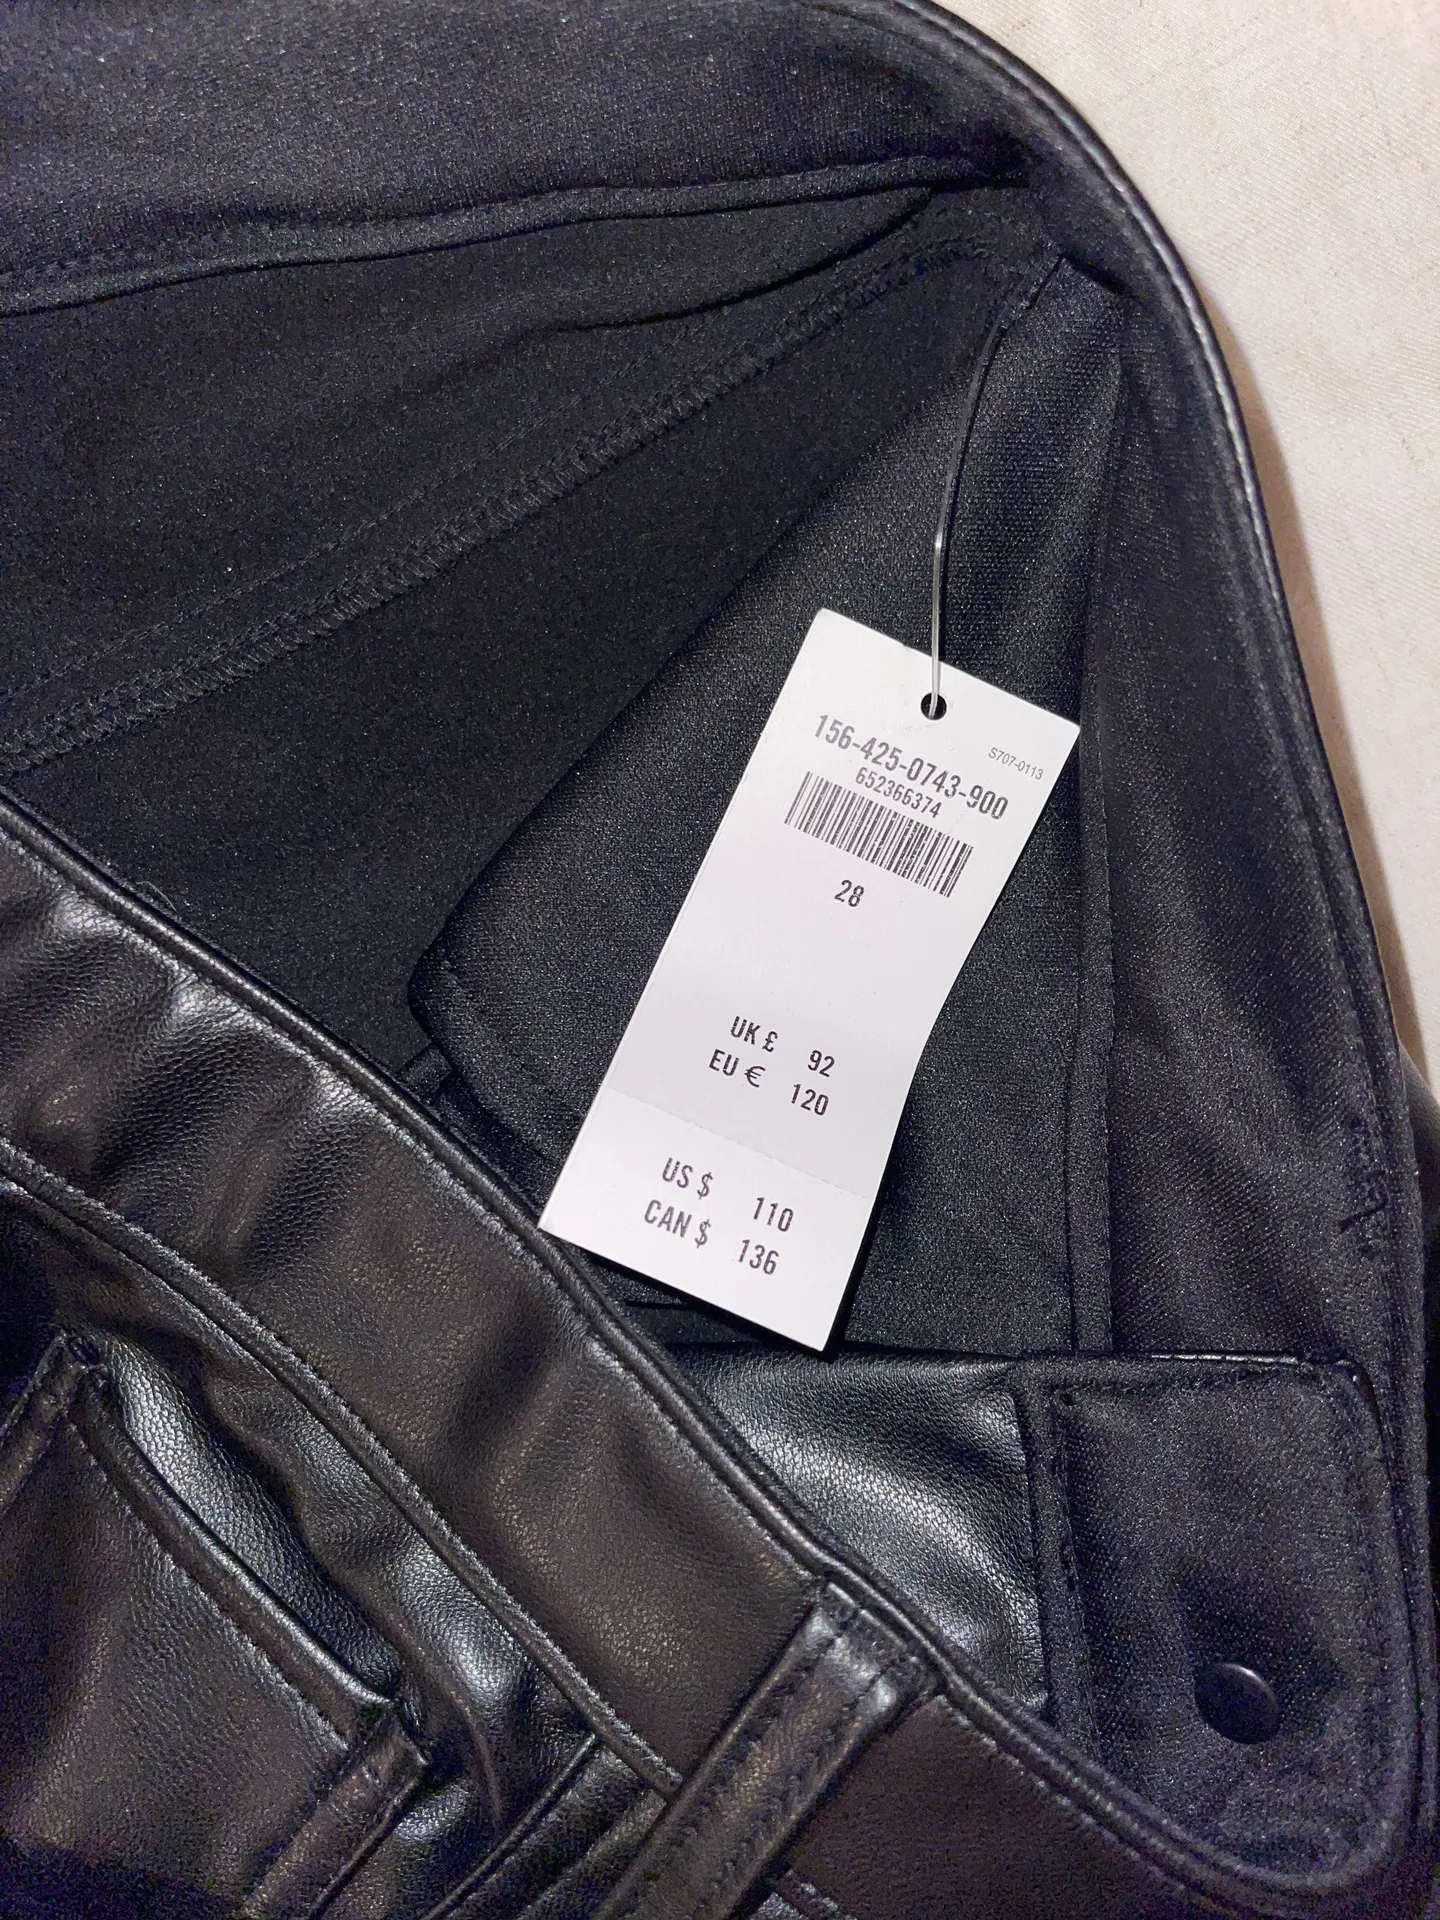 S707-0113
156-425-0743-900
652366374
28
UK £ 92
EU € 120
US $ 110
CAN $ 136